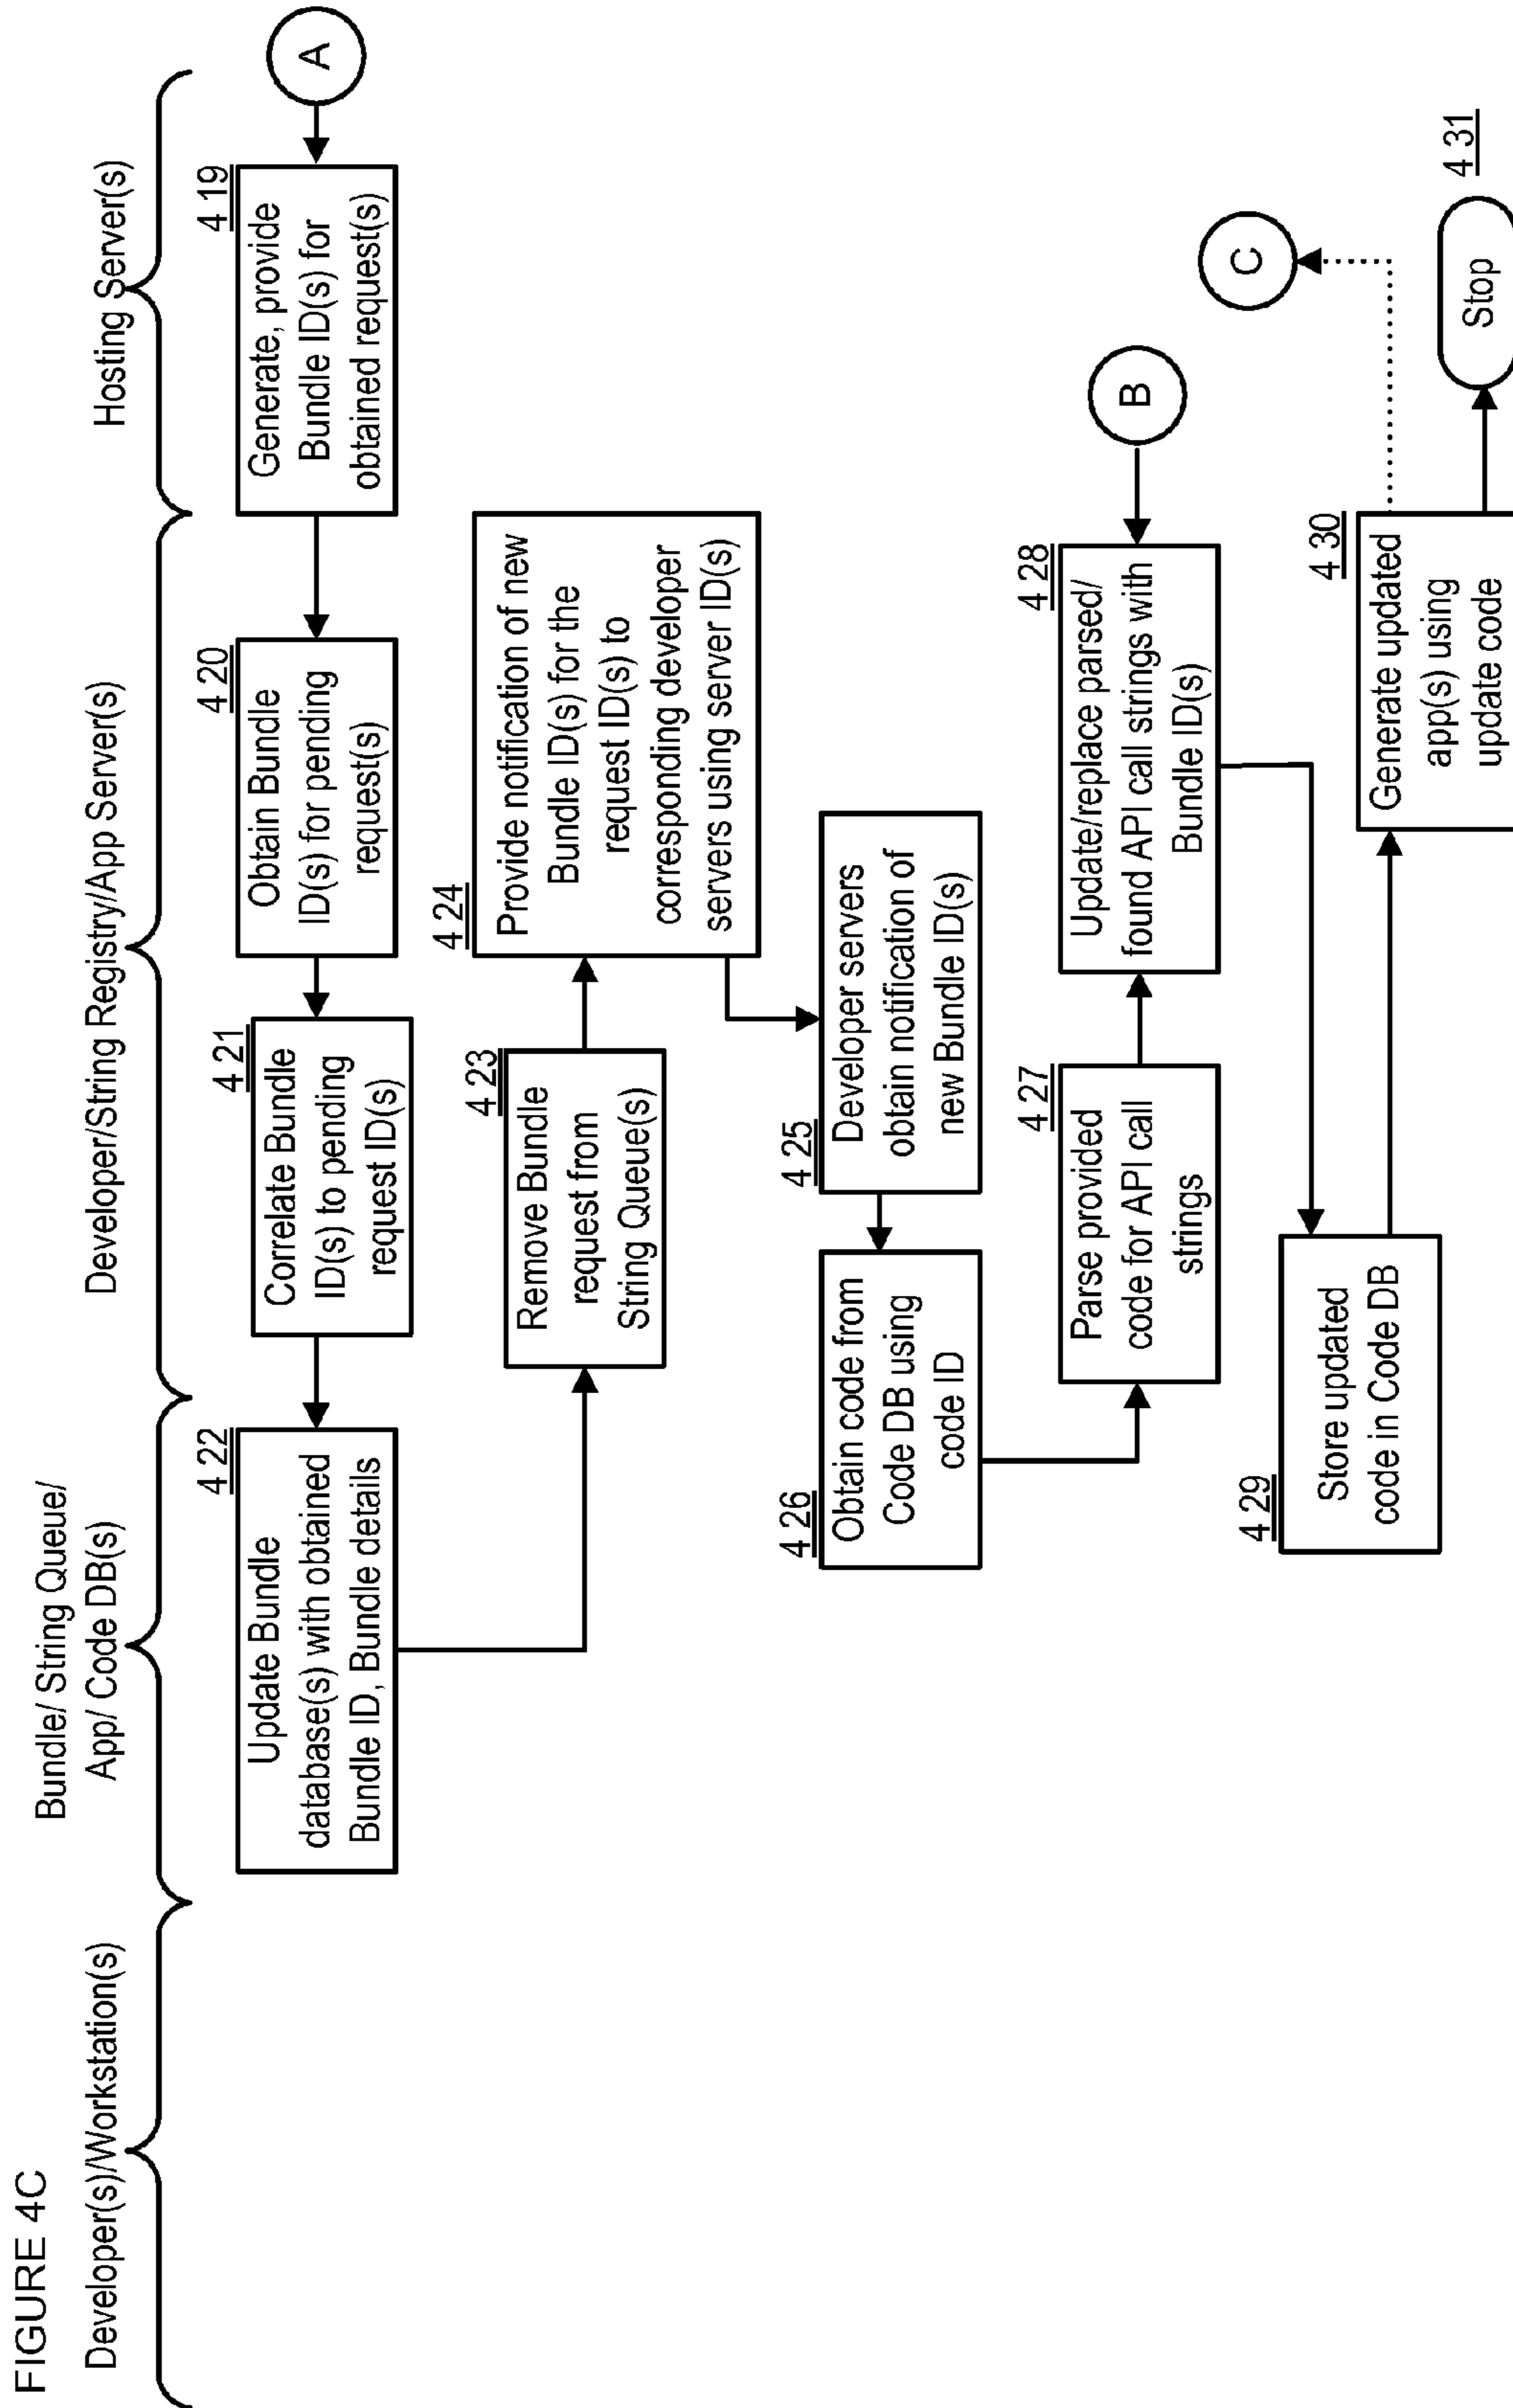 FIGURE 4C
Developer(s)/Workstation(s)
Bundle/ String Queue/
App/ Code DB(s)
Developer/String Registry/App Server(s)
Hosting Server(s)
A
4 19
Generate, provide
Bundle ID(s) for
obtained request(s)
4 20
Obtain Bundle
ID(s) for pending
request(s)
4 21
Correlate Bundle
ID(s) to pending
request ID(s)
4 22
Update Bundle
database(s) with obtained
Bundle ID, Bundle details
4 23
Remove Bundle
request from
String Queue(s)
4 24
Provide notification of new
Bundle ID(s) for the
request ID(s) to
corresponding developer
servers using server ID(s)
4 25
Developer servers
obtain notification of
new Bundle ID(s)
4 26
Obtain code from
Code DB using
code ID
4 27
Parse provided
code for API call
strings
4 28
Update/replace parsed/
found API call strings with
Bundle ID(s)
B
4 29
Store updated
code in Code DB
4 30
Generate updated
app(s) using
update code
C
Stop
4 31